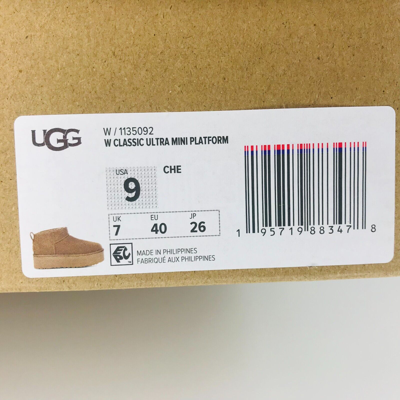 UGG
W / 1135092
W CLASSIC ULTRA MINI PLATFORM
USA
9
CHE
UK EU JP
7 40 26
MADE IN PHILIPPINES
FABRIQUÉ AUX PHILIPPINES
1 95719 88347 8